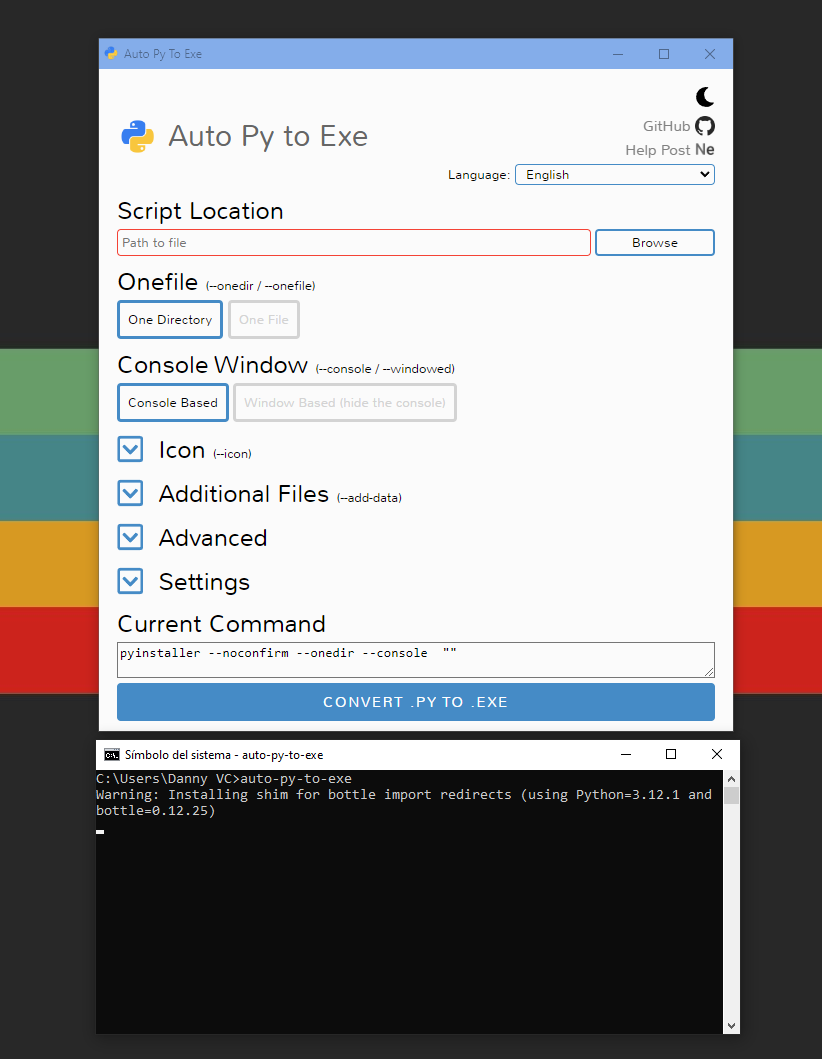 Auto Py To Exe
Auto Py to Exe
GitHub
Help Post Ne
Language: English
Script Location
Path to file Browse
Onefile (--onedir / --onefile)
One Directory One File
Console Window (--console / --windowed)
Console Based Window Based (hide the console)
Icon (--icon)
Additional Files (--add-data)
Advanced
Settings
Current Command
pyinstaller --noconfirm --onedir --console  ""
CONVERT .PY TO .EXE
C:\. Símbolo del sistema - auto-py-to-exe
C:\Users\Danny VC>auto-py-to-exe
Warning: Installing shim for bottle import redirects (using Python=3.12.1 and
bottle=0.12.25)